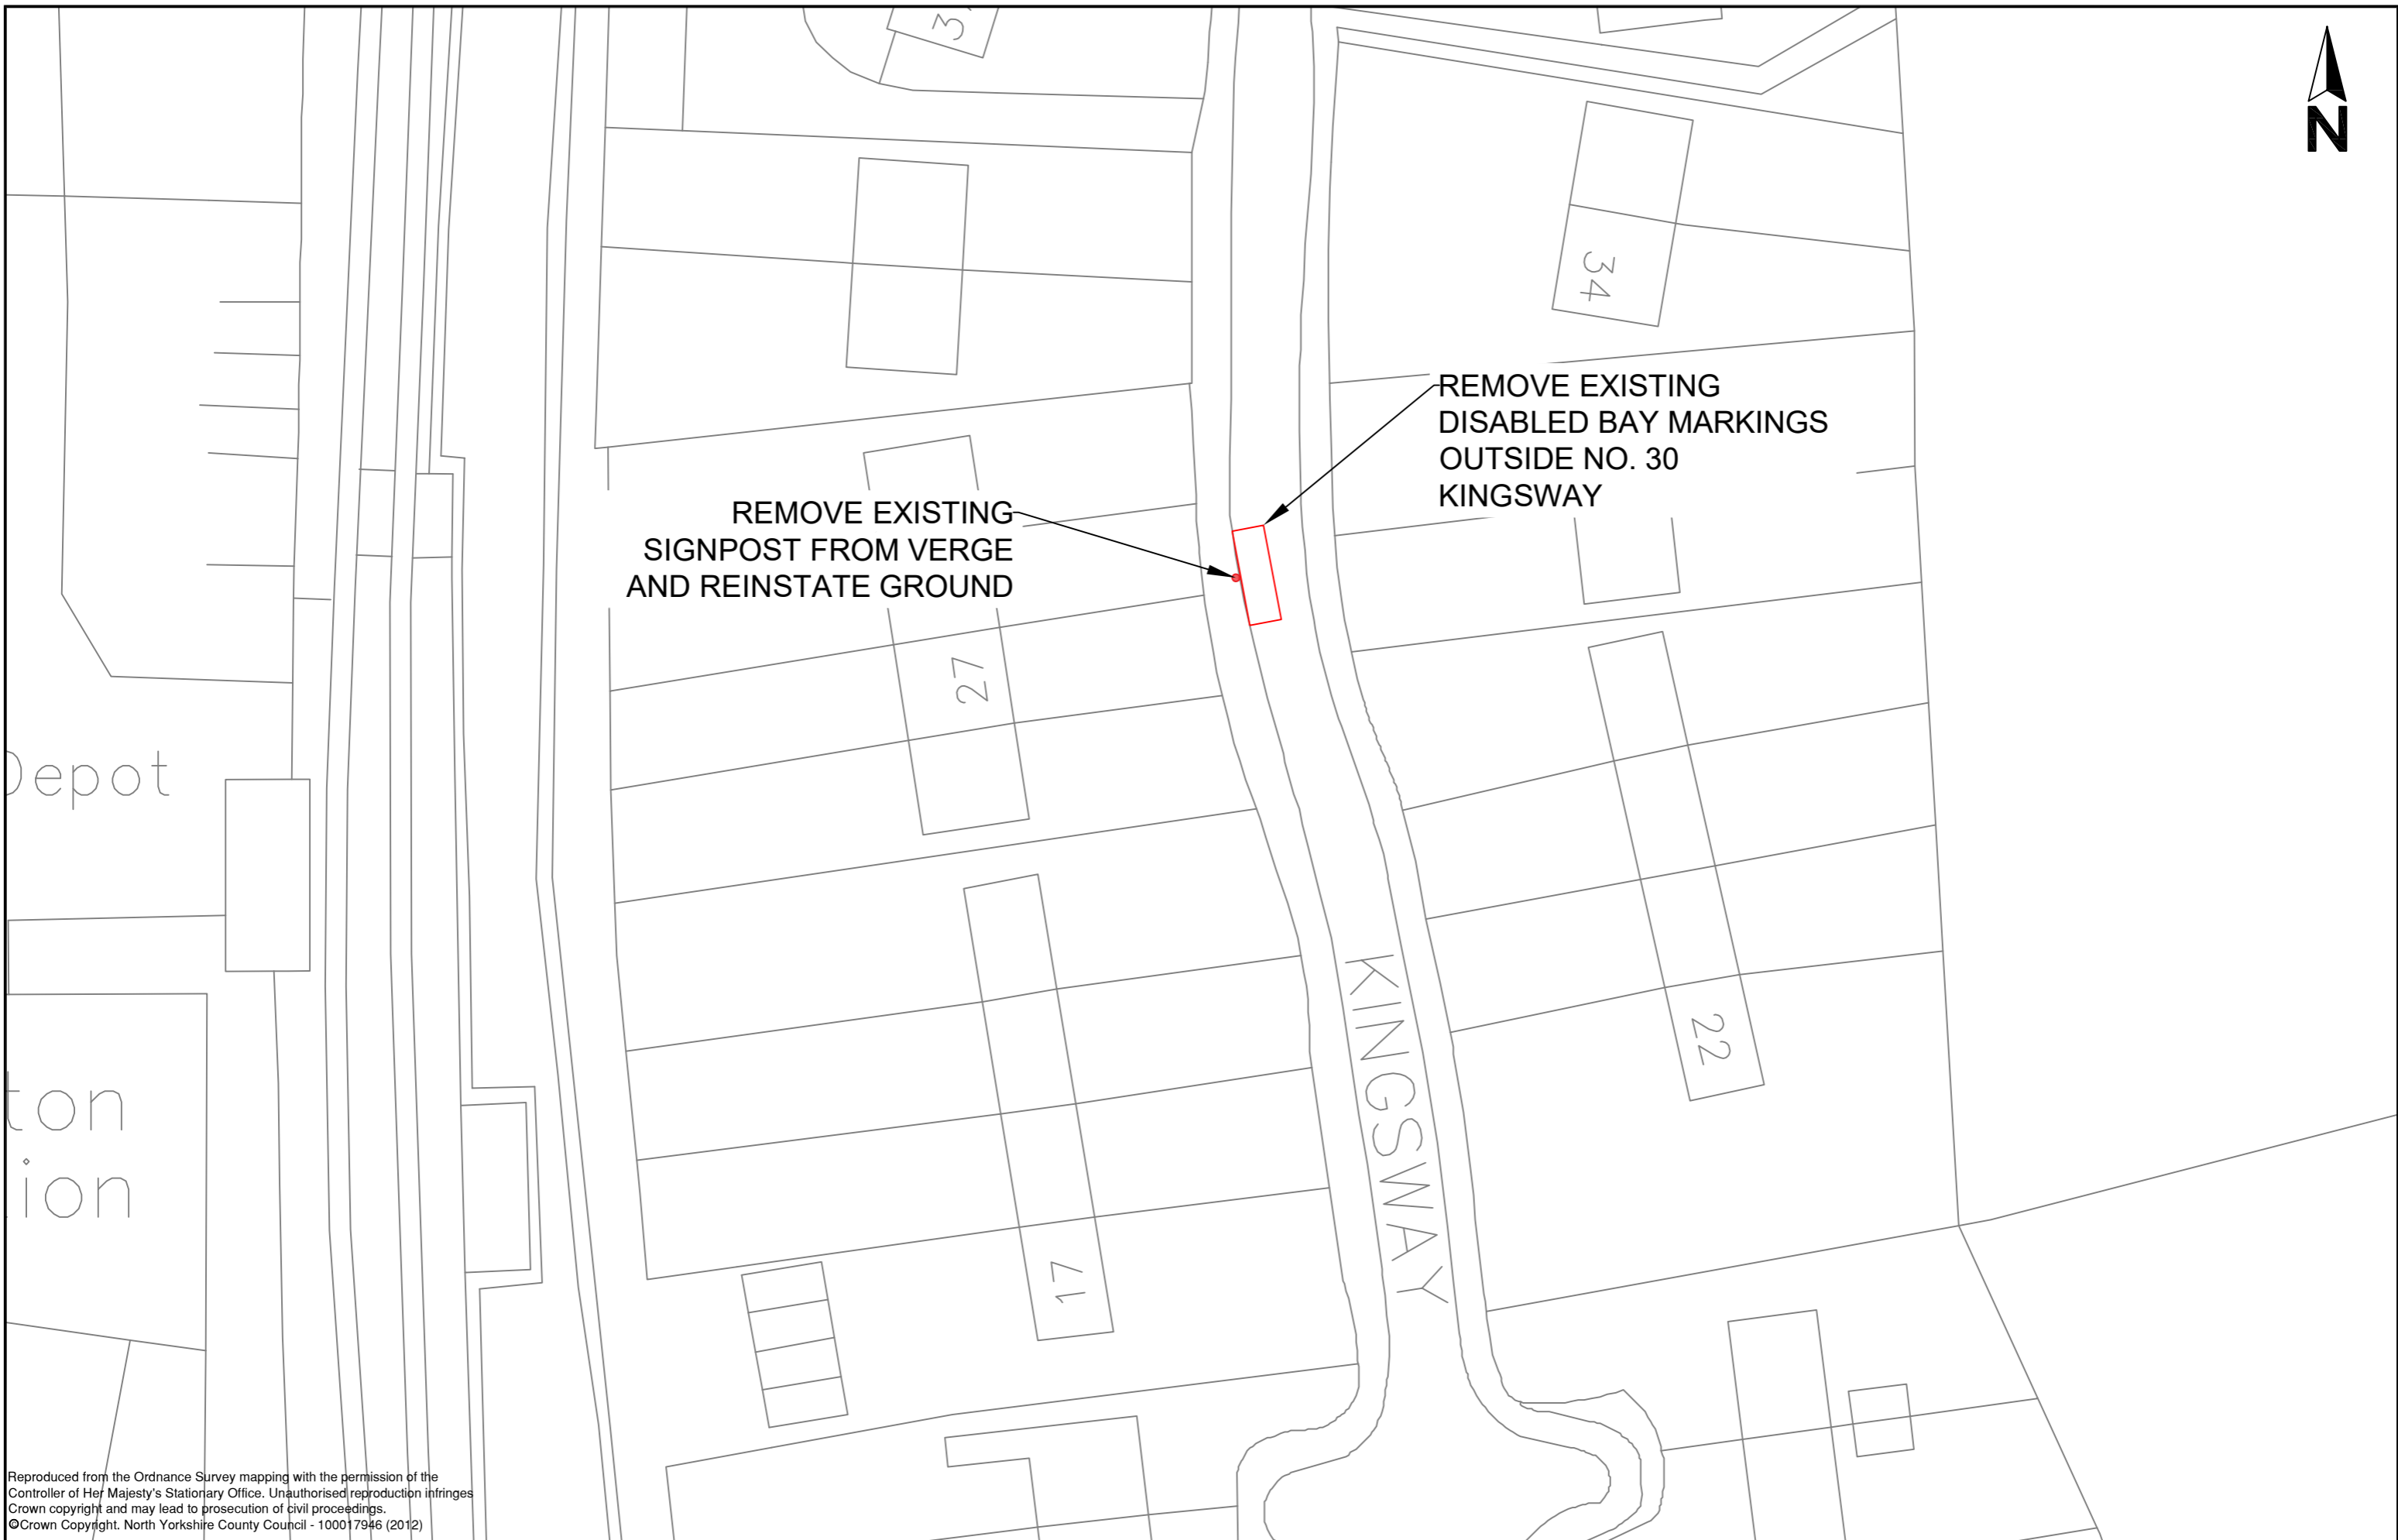 3
N
34
REMOVE EXISTING
DISABLED BAY MARKINGS
OUTSIDE NO. 30
KINGSWAY
REMOVE EXISTING
SIGNPOST FROM VERGE
AND REINSTATE GROUND
27
Depot
KINGSWAY
22
ton
ion
17
Reproduced from the Ordnance Survey mapping with the permission of the
Controller of Her Majesty's Stationary Office. Unauthorised reproduction infringes
Crown copyright and may lead to prosecution of civil proceedings.
©Crown Copyright. North Yorkshire County Council - 100017946 (2012)